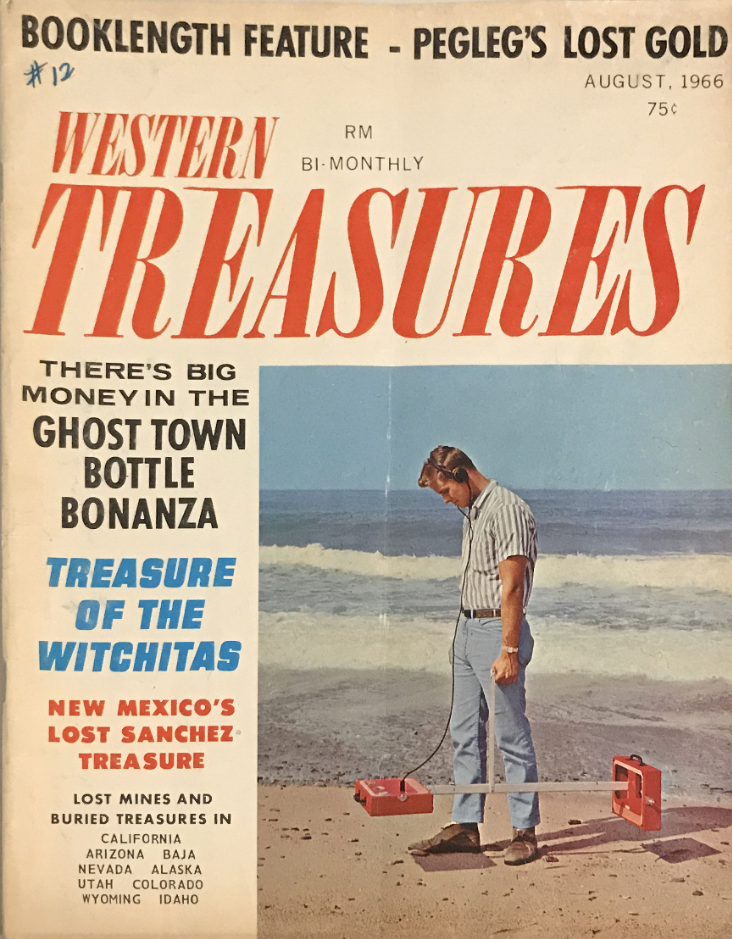 BOOKLENGTH FEATURE - PEGLEG'S LOST GOLD
#12
AUGUST, 1966
75¢
WESTERN
RM
BI-MONTHLY
TREASURES
THERE'S BIG
MONEY IN THE
GHOST TOWN
BOTTLE
BONANZA
TREASURE
OF THE
WITCHITAS
NEW MEXICO'S
LOST SANCHEZ
TREASURE
LOST MINES AND
BURIED TREASURES IN
CALIFORNIA
ARIZONA BAJA
NEVADA ALASKA
UTAH COLORADO
WYOMING IDAHO